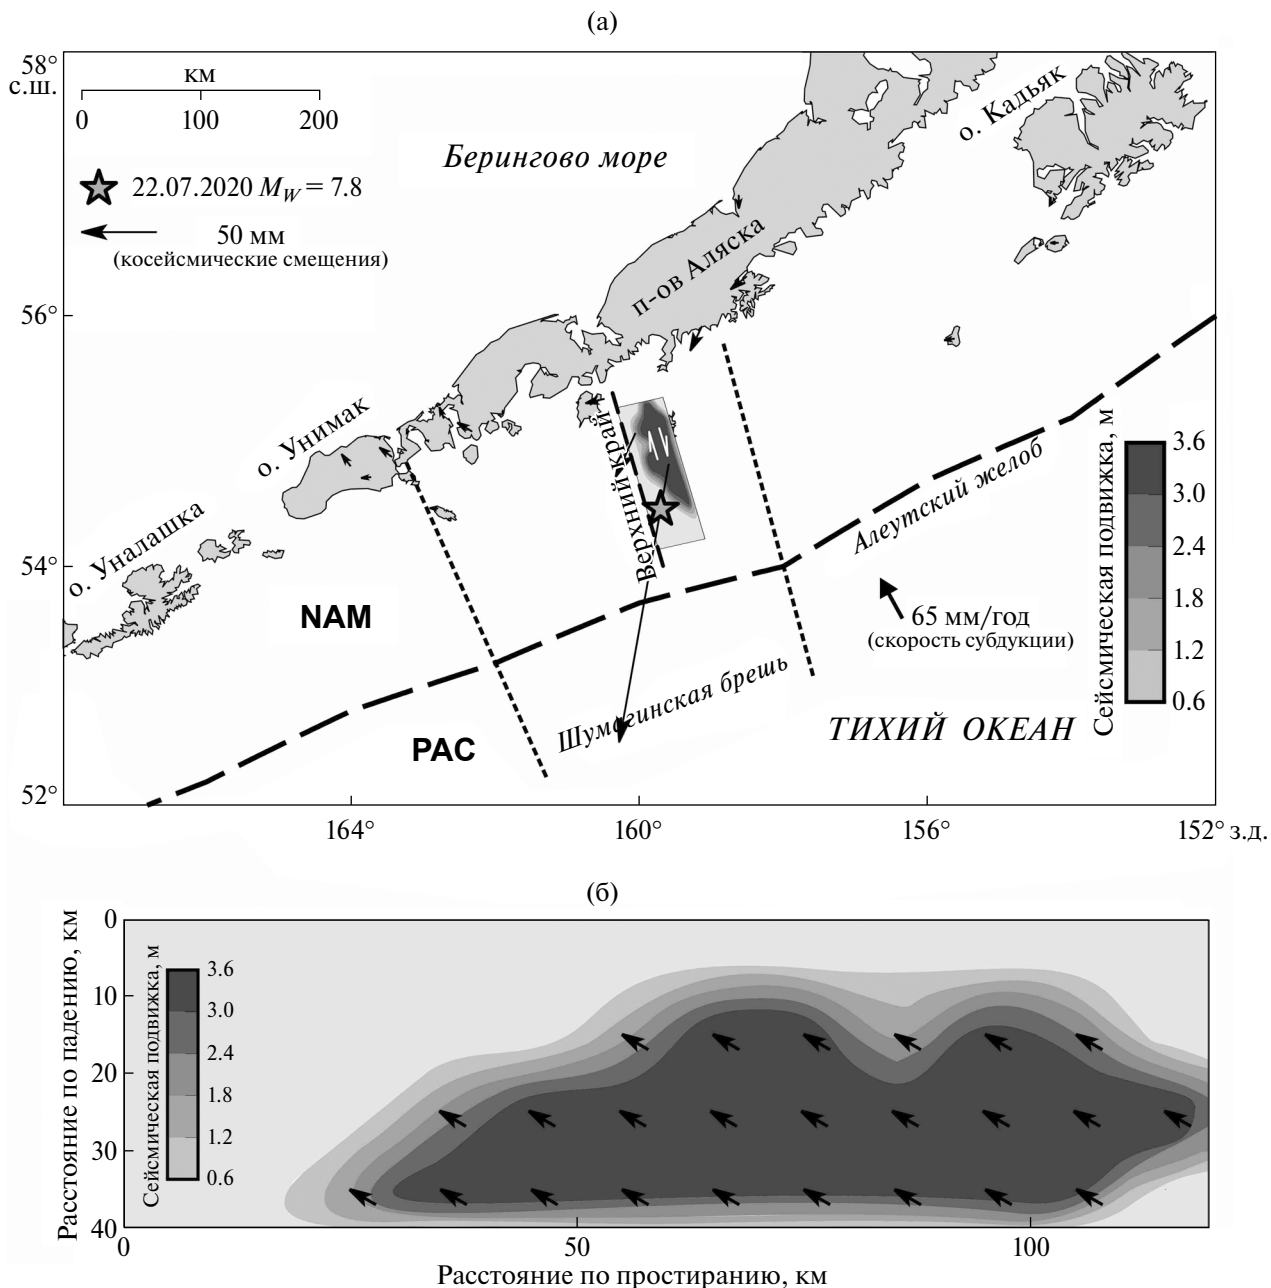 (а)
58°
с.ш.
км
0 100 200
22.07.2020 M_W = 7.8
50 мм
(косейсмические смещения)
Берингово море
о. Кадьяк
п-ов Аляска
56°
о. Унимак
Верхний край
о. Уналашка
54°
NAM
Алеутский желоб
65 мм/год
(скорость субдукции)
Шумагинская брешь
PAC
ТИХИЙ ОКЕАН
Сейсмическая подвижка, м
3.6
3.0
2.4
1.8
1.2
0.6
52°
164° 160° 156° 152° з.д.
(б)
Расстояние по падению, км
0
10
20
30
40
Сейсмическая подвижка, м
3.6
3.0
2.4
1.8
1.2
0.6
0 50 100
Расстояние по простиранию, км